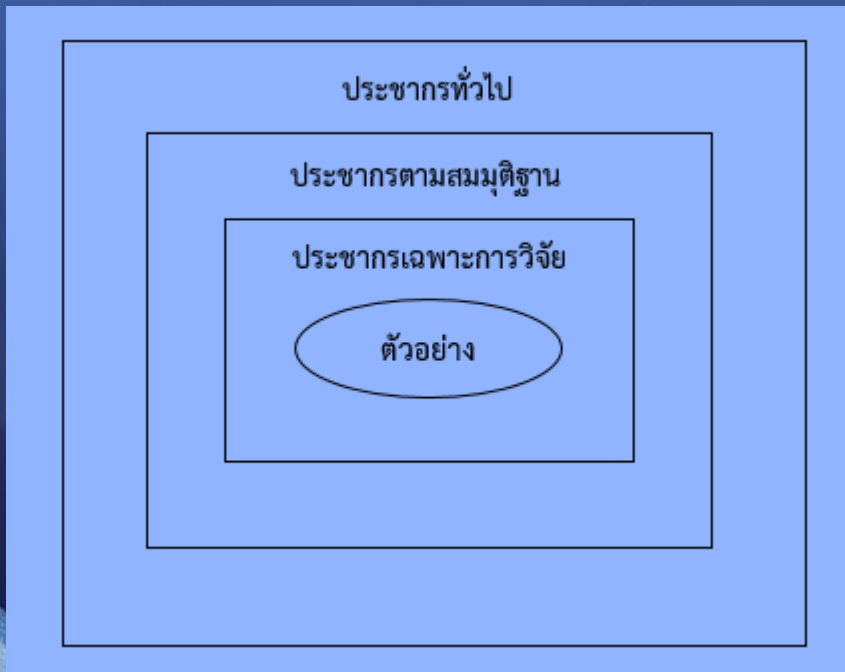 ประชากรทั่วไป
ประชากรตามสมมุติฐาน
ประชากรเฉพาะการวิจัย
ตัวอย่าง